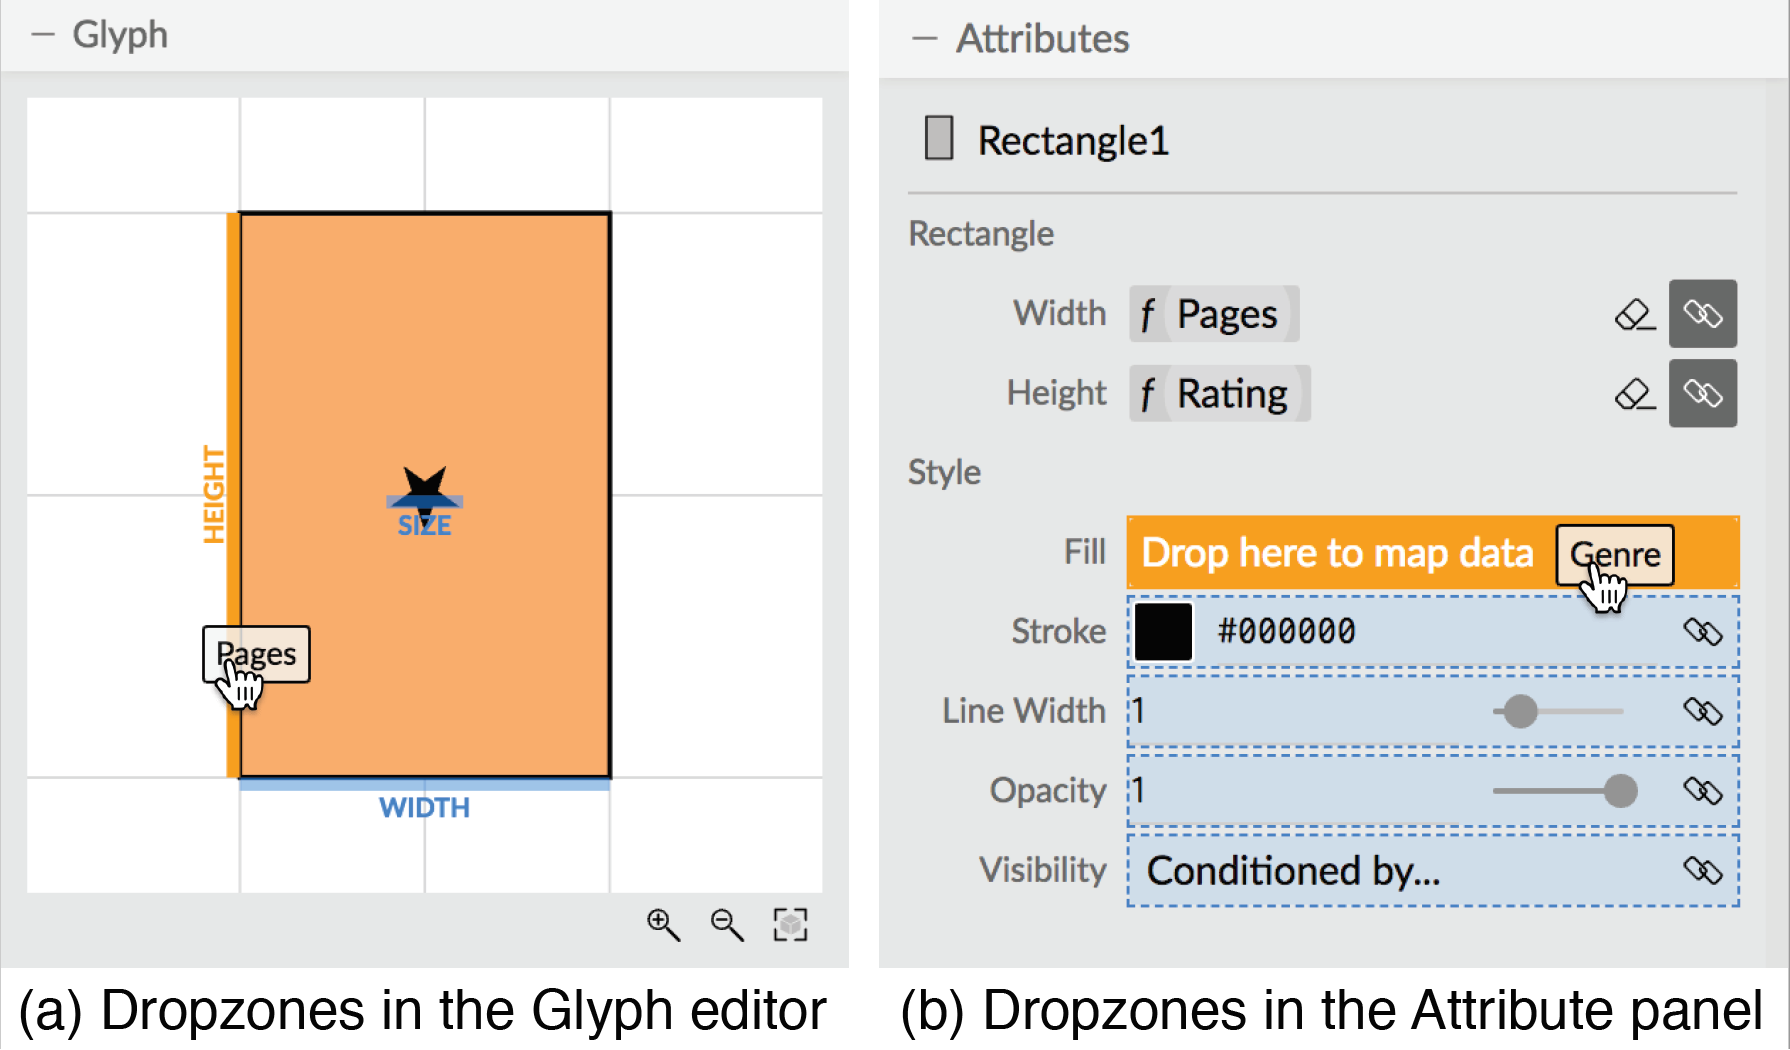 Glyph
HEIGHT
SIZE
Pages
WIDTH
(a) Dropzones in the Glyph editor
Attributes
Rectangle1
Rectangle
Width f Pages
Height f Rating
Style
Fill Drop here to map data Genre
Stroke #000000
Line Width 1
Opacity 1
Visibility Conditioned by...
(b) Dropzones in the Attribute panel